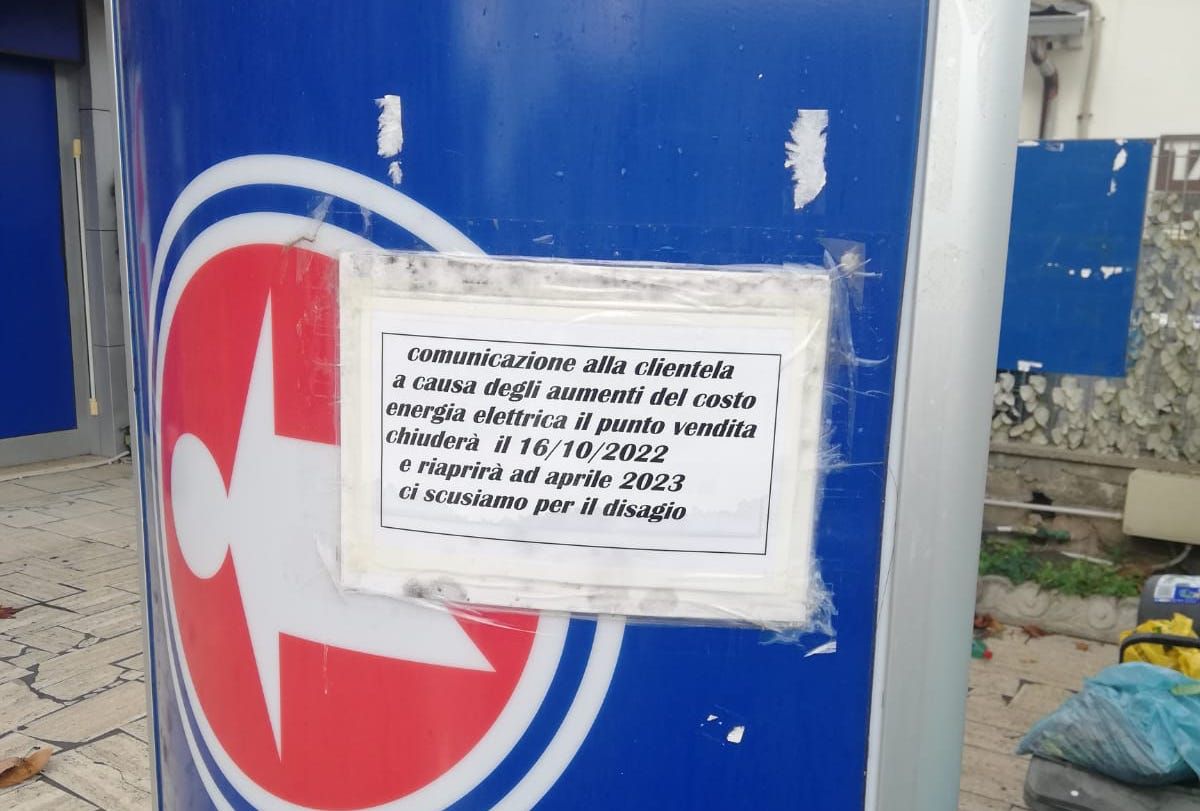 comunicazione alla clientela
a causa degli aumenti del costo
energia elettrica il punto vendita
chiuderà il 16/10/2022
e riaprirà ad aprile 2023
ci scusiamo per il disagio
17